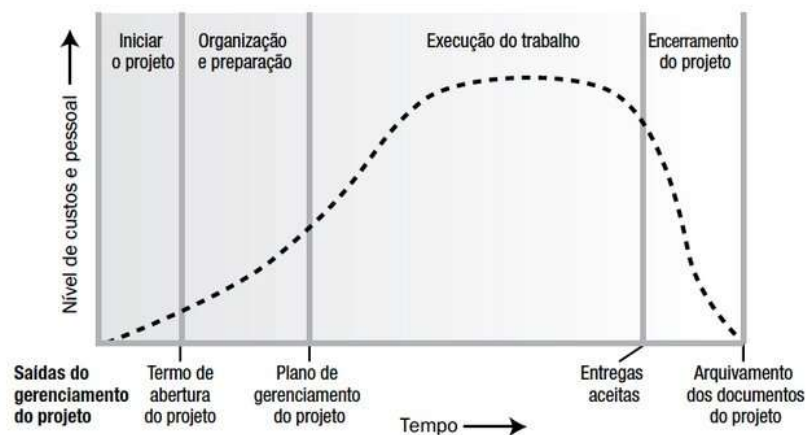 Iniciar
o projeto
Organização
e preparação
Execução do trabalho
Encerramento
do projeto
Nível de custos e pessoal
Saídas do
gerenciamento
do projeto
Termo de
abertura
do projeto
Plano de
gerenciamento
do projeto
Entregas
aceitas
Arquivamento
dos documentos
do projeto
Tempo